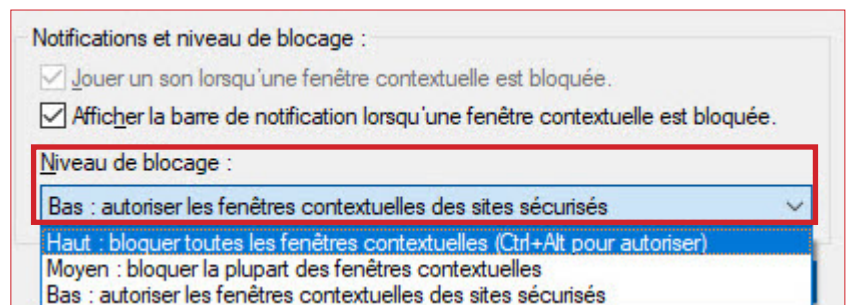 Notifications et niveau de blocage :
Jouer un son lorsqu'une fenêtre contextuelle est bloquée.
Afficher la barre de notification lorsqu'une fenêtre contextuelle est bloquée.
Niveau de blocage :
Bas : autoriser les fenêtres contextuelles des sites sécurisés
Haut : bloquer toutes les fenêtres contextuelles (Ctrl+Alt pour autoriser)
Moyen : bloquer la plupart des fenêtres contextuelles
Bas : autoriser les fenêtres contextuelles des sites sécurisés